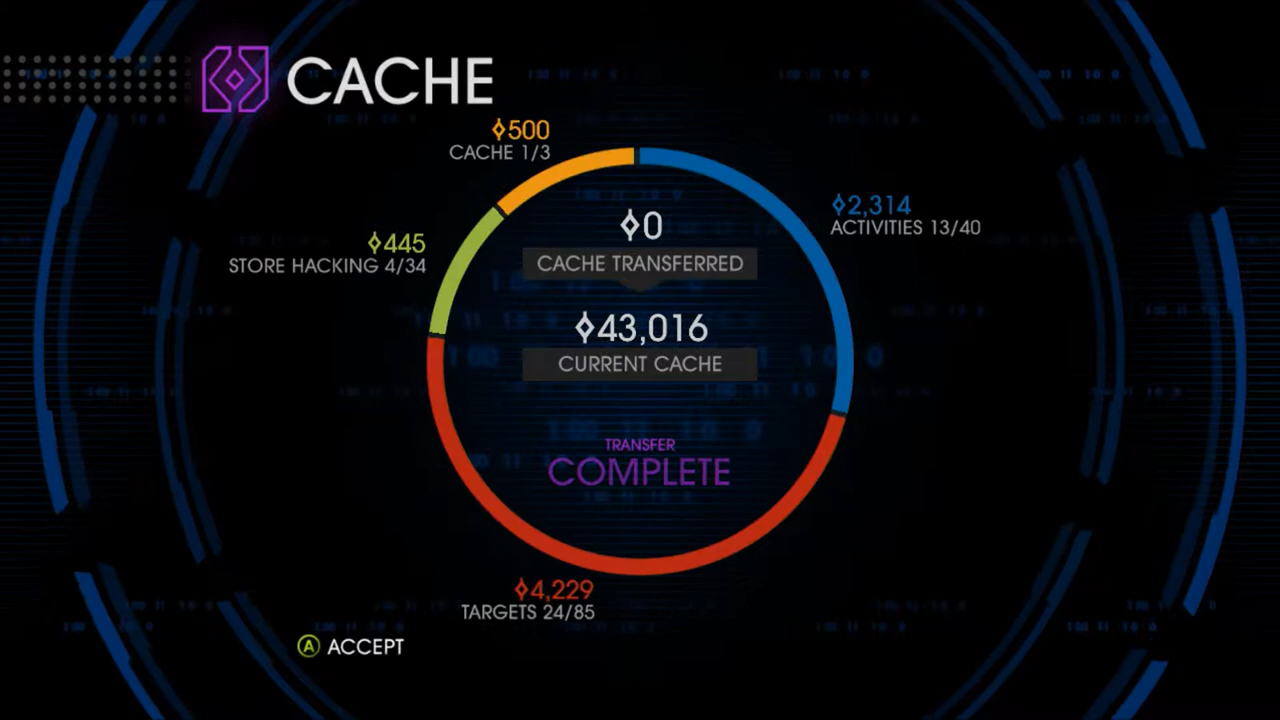 CACHE
500
CACHE 1/3
2,314
ACTIVITIES 13/40
445
STORE HACKING 4/34
0
CACHE TRANSFERRED
43,016
CURRENT CACHE
TRANSFER
COMPLETE
4,229
TARGETS 24/85
A ACCEPT